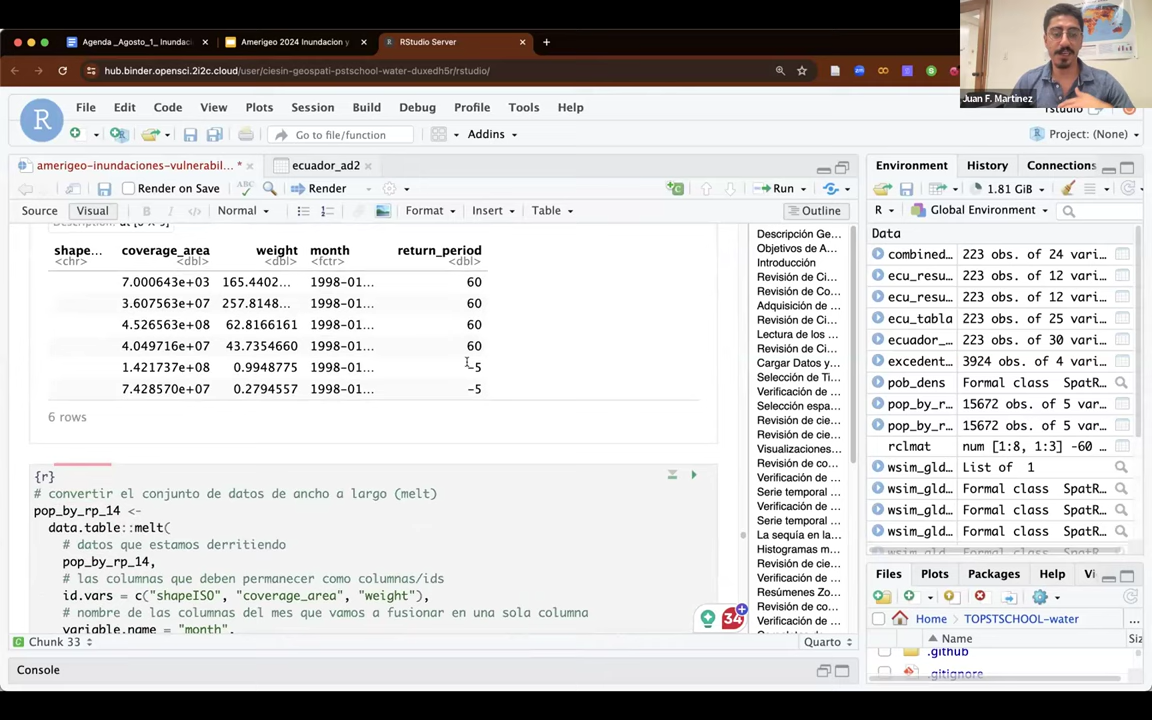 Agenda _Agosto_1_ Inundaci
Amerigeo 2024 Inundacion y
RStudio Server
hub.binder.opensci.2i2c.cloud/user/ciesin-geospati-pstschool-water-duxedh5r/rstudio/
Juan F. Martinez
File Edit Code View Plots Session Build Debug Profile Tools Help
rstudio
Go to file/function
Addins
Project: (None)
amerigeo-inundaciones-vulnerabil... *
ecuador_ad2
Render on Save
Render
Run
Source Visual
Normal
Format
Insert
Table
Outline
shape... coverage_area weight month return_period
<chr> <dbl> <dbl> <fctr> <dbl>
7.000643e+03 165.4402... 1998-01... 60
3.607563e+07 257.8148... 1998-01... 60
4.526563e+08 62.8166161 1998-01... 60
4.049716e+07 43.7354660 1998-01... 60
1.421737e+08 0.9948775 1998-01... -5
7.428570e+07 0.2794557 1998-01... -5
6 rows
{r}
# convertir el conjunto de datos de ancho a largo (melt)
pop_by_rp_14 <-
data.table::melt(
# datos que estamos derritiendo
pop_by_rp_14,
# las columnas que deben permanecer como columnas/ids
id.vars = c("shapeISO", "coverage_area", "weight"),
# nombre de las columnas del mes que vamos a fusionar en una sola columna
variable.name = "month",
34
Chunk 33
Quarto
Console
Descripción Ge...
Objetivos de A...
Introducción
Revisión de Ci...
Revisión de Co...
Adquisición de
Revisión de Ci...
Lectura de los
Revisión de Ci...
Cargar Datos y...
Selección de Ti...
Verificación de
Selección espa...
Revisión de cie...
Revisión de cie...
Visualizaciones...
Revisión de co...
Verificación de
Serie temporal ...
Verificación de
Serie temporal ...
La sequía en la...
Histogramas m...
Revisión de cie...
Verificación de
Resúmenes Zo...
Revisión de co...
Verificación de
Environment History Connections
1.81 GiB
R
Global Environment
Data
combined... 223 obs. of 24 vari...
ecu_resu... 223 obs. of 12 vari...
ecu_resu... 223 obs. of 12 vari...
ecu_tabla 223 obs. of 25 vari...
ecuador_... 223 obs. of 30 vari...
excedent... 3924 obs. of 4 vari...
pob_dens Formal class SpatR...
pop_by_r... 15672 obs. of 5 var...
pop_by_r... 15672 obs. of 5 var...
rclmat num [1:8, 1:3] -60 ...
wsim_gld... List of 1
wsim_gld... Formal class SpatR...
wsim_gld... Formal class SpatR...
wsim_gld... Formal class SpatR...
wsim_gld... Formal class SpatR...
Files Plots Packages Help Vi
Home TOPSTSCHOOL-water
Name
Siz
.github
.gitignore